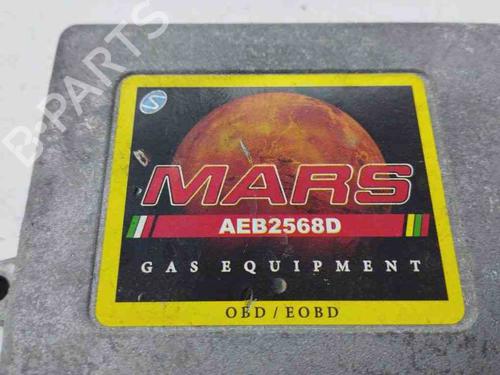 B-PARTS
MARS
AEB2568D
GAS EQUIPMENT
OBD / EOBD